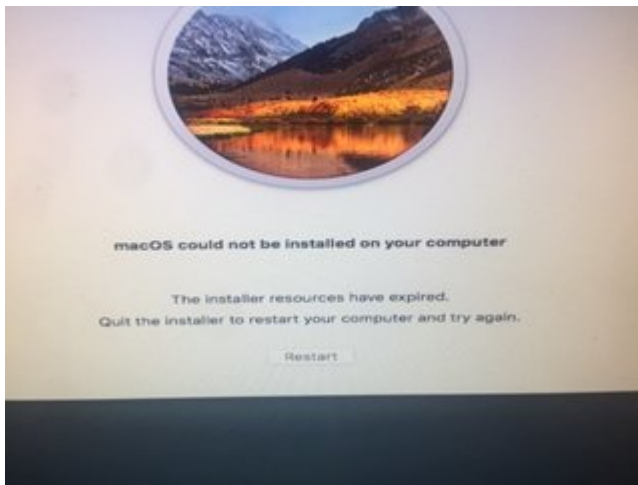 macOS could not be installed on your computer
The installer resources have expired.
Quit the installer to restart your computer and try again.
Restart